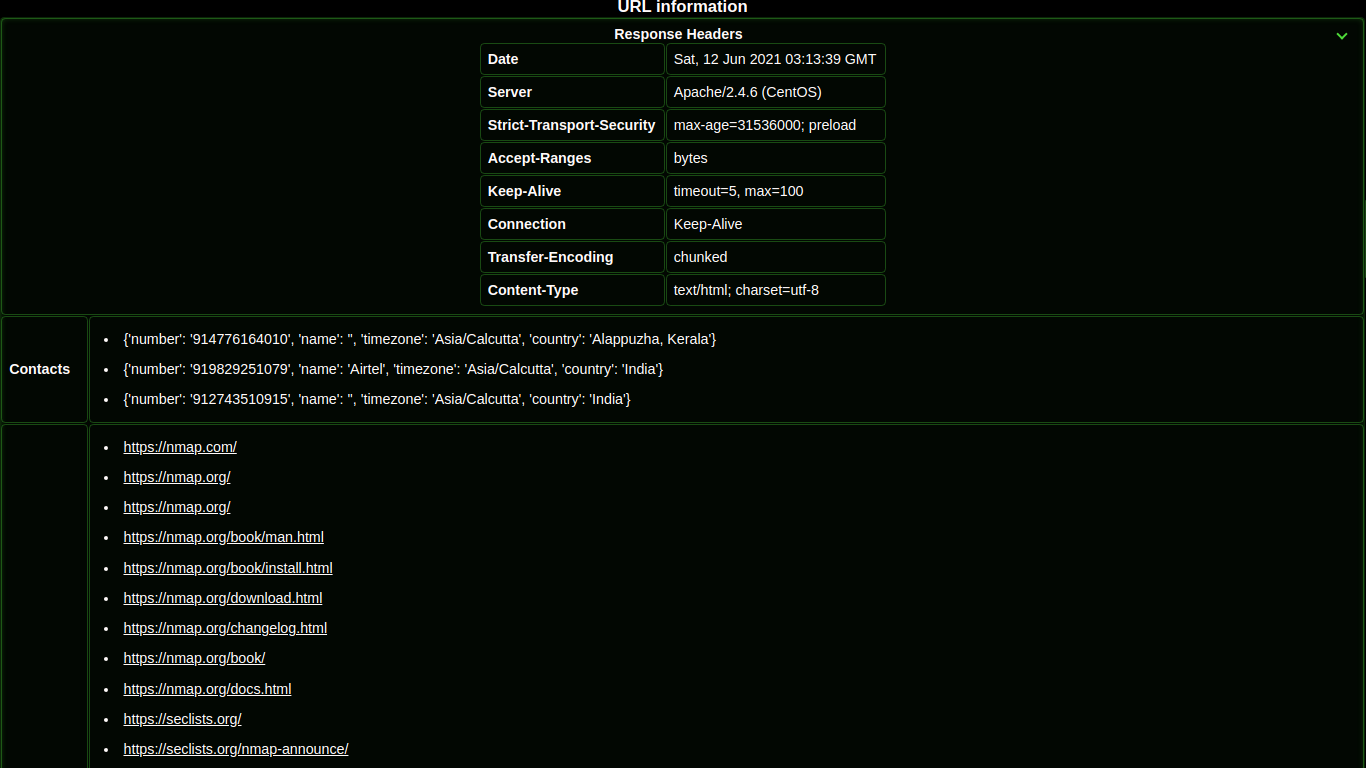 URL information
Response Headers
Date Sat, 12 Jun 2021 03:13:39 GMT
Server Apache/2.4.6 (CentOS)
Strict-Transport-Security max-age=31536000; preload
Accept-Ranges bytes
Keep-Alive timeout=5, max=100
Connection Keep-Alive
Transfer-Encoding chunked
Content-Type text/html; charset=utf-8
Contacts
{'number': '914776164010', 'name': '', 'timezone': 'Asia/Calcutta', 'country': 'Alappuzha, Kerala'}
{'number': '919829251079', 'name': 'Airtel', 'timezone': 'Asia/Calcutta', 'country': 'India'}
{'number': '912743510915', 'name': '', 'timezone': 'Asia/Calcutta', 'country': 'India'}
https://nmap.com/
https://nmap.org/
https://nmap.org/
https://nmap.org/book/man.html
https://nmap.org/book/install.html
https://nmap.org/download.html
https://nmap.org/changelog.html
https://nmap.org/book/
https://nmap.org/docs.html
https://seclists.org/
https://seclists.org/nmap-announce/